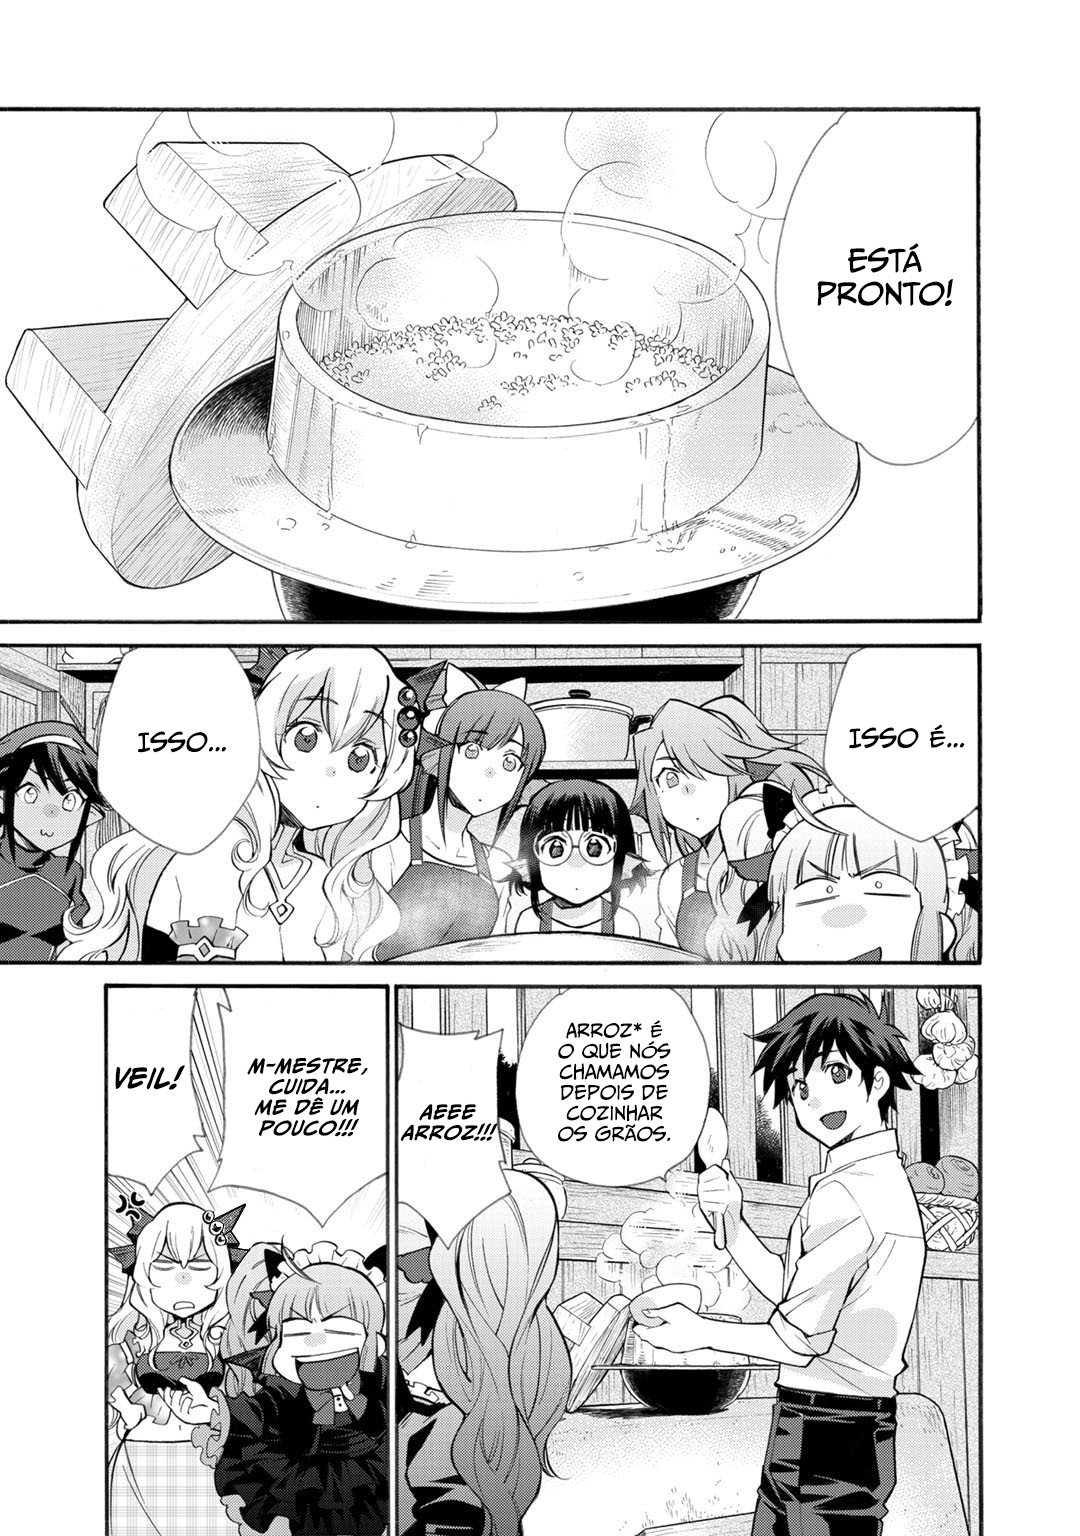 ESTÁ
PRONTO!
ISSO É...
ISSO...
ARROZ* É
O QUE NÓS
CHAMAMOS
DEPOIS DE
COZINHAR
OS GRÃOS.
AEEE
ARROZ!!!
M-MESTRE,
CUIDA...
ME DÊ UM
POUCO!!!
VEIL!